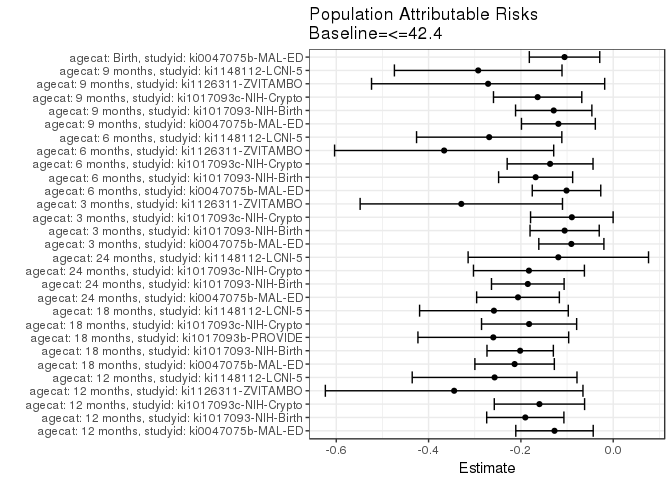 Population Attributable Risks
Baseline=<=42.4
agecat: Birth, studyid: ki0047075b-MAL-ED
agecat: 9 months, studyid: ki1148112-LCNI-5
agecat: 9 months, studyid: ki1126311-ZVITAMBO
agecat: 9 months, studyid: ki1017093c-NIH-Crypto
agecat: 9 months, studyid: ki1017093-NIH-Birth
agecat: 9 months, studyid: ki0047075b-MAL-ED
agecat: 6 months, studyid: ki1148112-LCNI-5
agecat: 6 months, studyid: ki1126311-ZVITAMBO
agecat: 6 months, studyid: ki1017093c-NIH-Crypto
agecat: 6 months, studyid: ki1017093-NIH-Birth
agecat: 6 months, studyid: ki0047075b-MAL-ED
agecat: 3 months, studyid: ki1126311-ZVITAMBO
agecat: 3 months, studyid: ki1017093c-NIH-Crypto
agecat: 3 months, studyid: ki1017093-NIH-Birth
agecat: 3 months, studyid: ki0047075b-MAL-ED
agecat: 24 months, studyid: ki1148112-LCNI-5
agecat: 24 months, studyid: ki1017093c-NIH-Crypto
agecat: 24 months, studyid: ki1017093-NIH-Birth
agecat: 24 months, studyid: ki0047075b-MAL-ED
agecat: 18 months, studyid: ki1148112-LCNI-5
agecat: 18 months, studyid: ki1017093c-NIH-Crypto
agecat: 18 months, studyid: ki1017093b-PROVIDE
agecat: 18 months, studyid: ki1017093-NIH-Birth
agecat: 18 months, studyid: ki0047075b-MAL-ED
agecat: 12 months, studyid: ki1148112-LCNI-5
agecat: 12 months, studyid: ki1126311-ZVITAMBO
agecat: 12 months, studyid: ki1017093c-NIH-Crypto
agecat: 12 months, studyid: ki1017093-NIH-Birth
agecat: 12 months, studyid: ki0047075b-MAL-ED
-0.6 -0.4 -0.2 0.0
Estimate